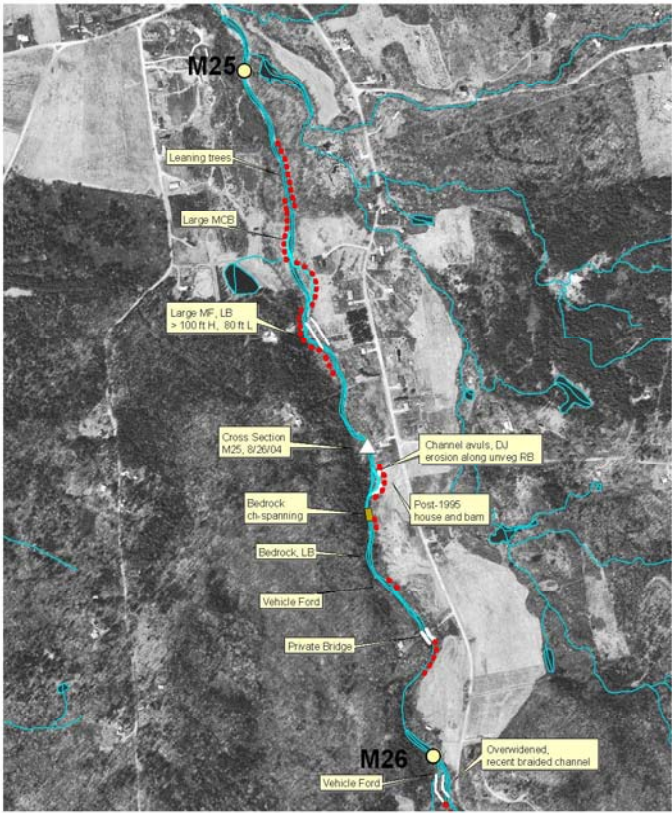 M25
Leaning trees
Large MCB
Large MF, LB
> 100 ft H, 80 ft L
Cross Section
M25, 8/26/04
Channel avuls, DJ
erosion along unveg RB
Bedrock
ch-spanning
Post-1995
house and barn
Bedrock, LB
Vehicle Ford
Private Bridge
M26
Overwidened,
recent braided channel
Vehicle Ford